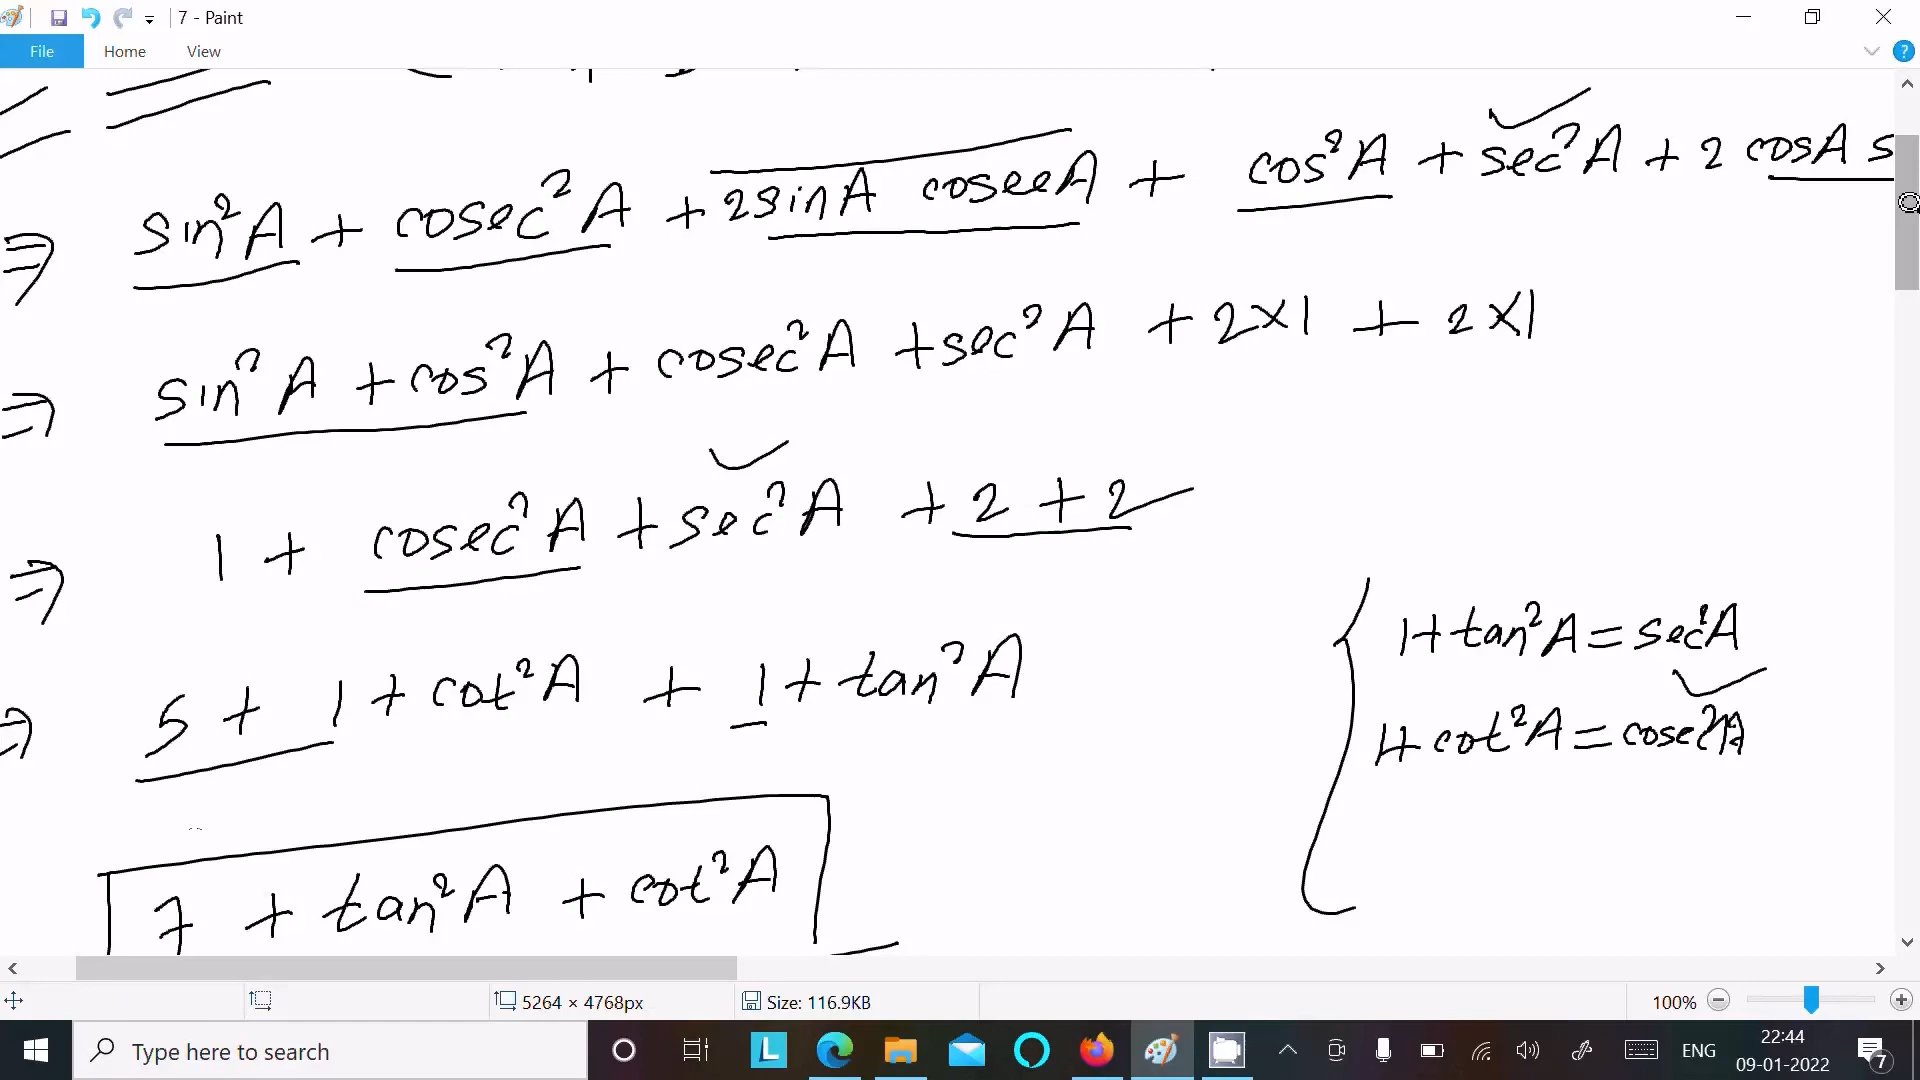 7 - Paint
File Home View
⇒ sin²A + cosec²A + 2sinA cosecA + cos²A + sec²A + 2 cosA s
⇒ sin²A + cos²A + cosec²A + sec²A + 2×1 + 2×1
⇒ 1 + cosec²A + sec²A + 2 + 2
1+tan²A = sec²A
⇒ 5 + 1 + cot²A + 1 + tan²A
1+cot²A = cosec²A
7 + tan²A + cot²A
5264 × 4768px Size: 116.9KB 100%
Type here to search
L
ENG
22:44
09-01-2022
7